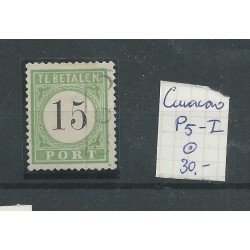 TE BETALEN
15
PORT
Curacao
P5-I
30.-